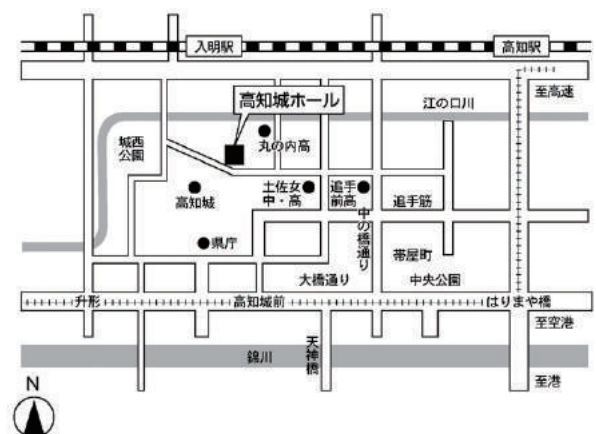 入明駅
高知駅
高知城ホール
江の口川
至高速
城西
公園
丸の内高
高知城
土佐女
中・高
追手
前高
追手筋
中の橋通り
県庁
帯屋町
大橋通り
中央公園
升形
高知城前
はりまや橋
至空港
錦川
天神橋
至港
N